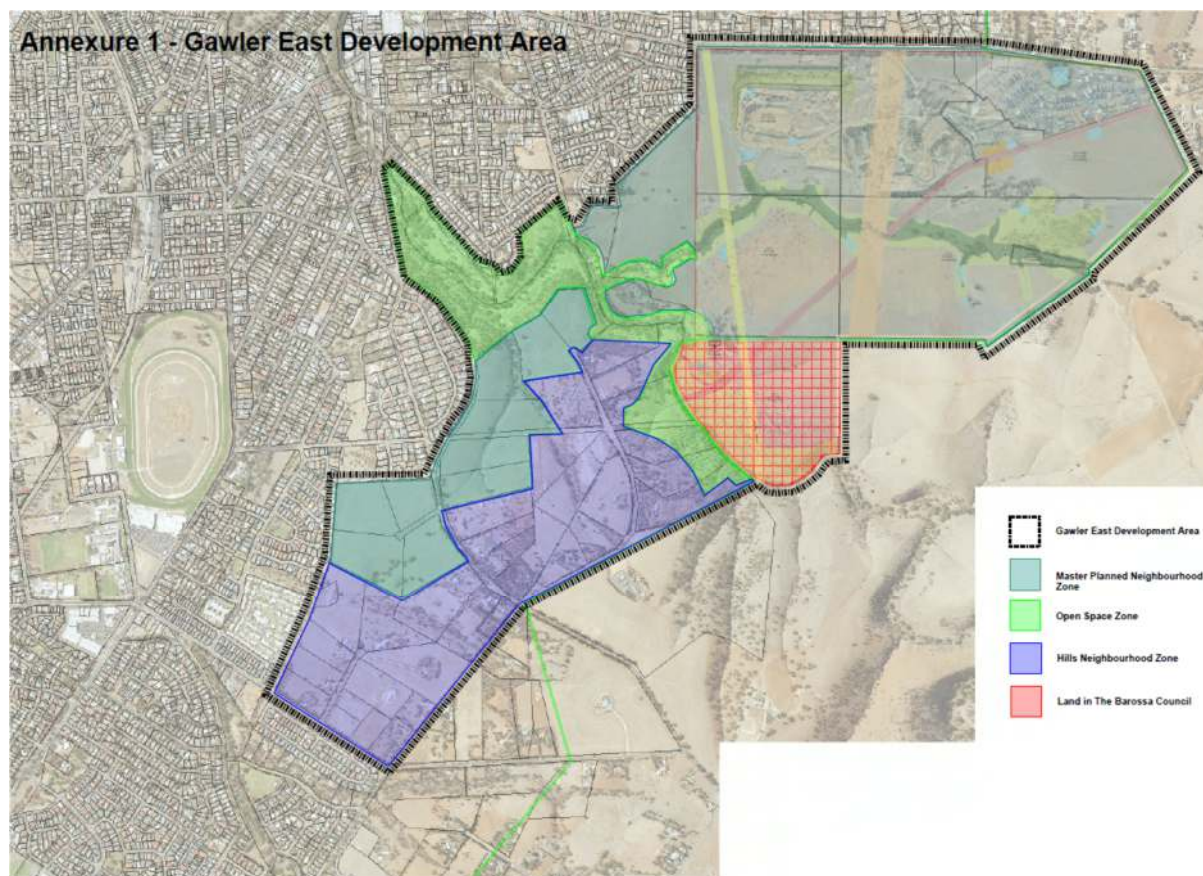 Annexure 1 - Gawler East Development Area
Gawler East Development Area
Master Planned Neighbourhood
Zone
Open Space Zone
Hills Neighbourhood Zone
Land in The Barossa Council